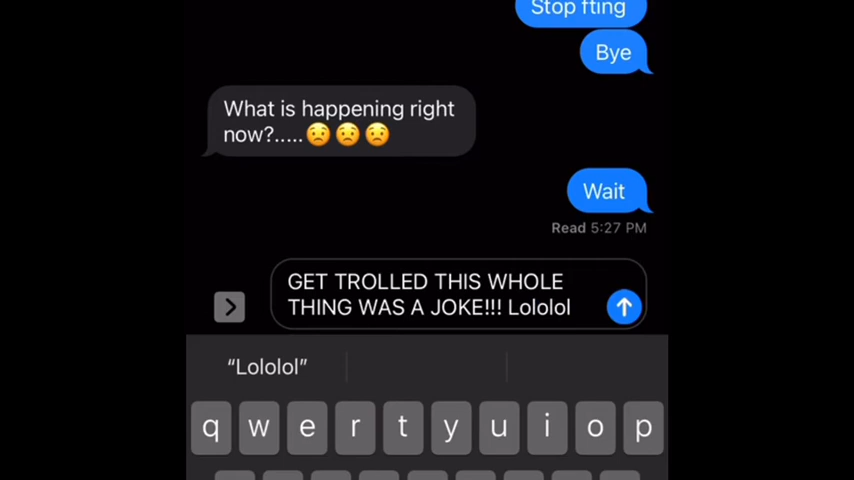 Stop fting
Bye
What is happening right
now?.....😟😟😟
Wait
Read 5:27 PM
GET TROLLED THIS WHOLE
THING WAS A JOKE!!! Lololol
“Lololol”
q w e r t y u i o p